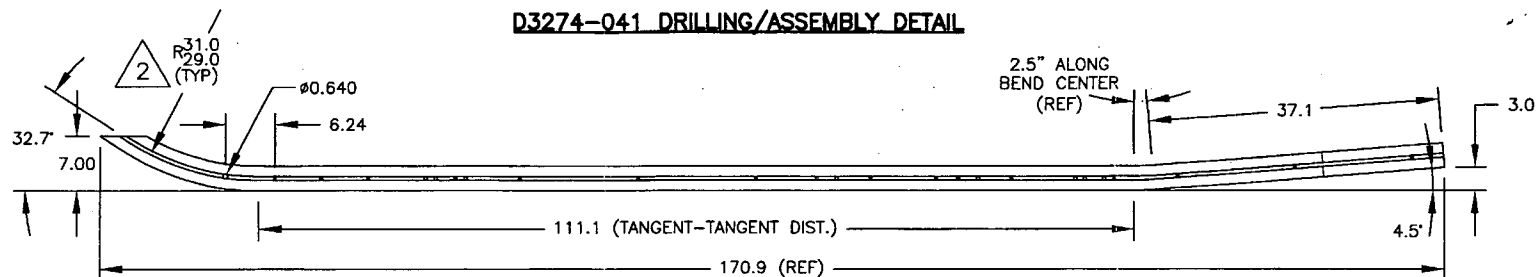 D3274-041 DRILLING/ASSEMBLY DETAIL
2
R31.0
29.0
(TYP)
ø0.640
6.24
2.5" ALONG
BEND CENTER
(REF)
37.1
3.0
32.7°
7.00
111.1 (TANGENT-TANGENT DIST.)
4.5°
170.9 (REF)